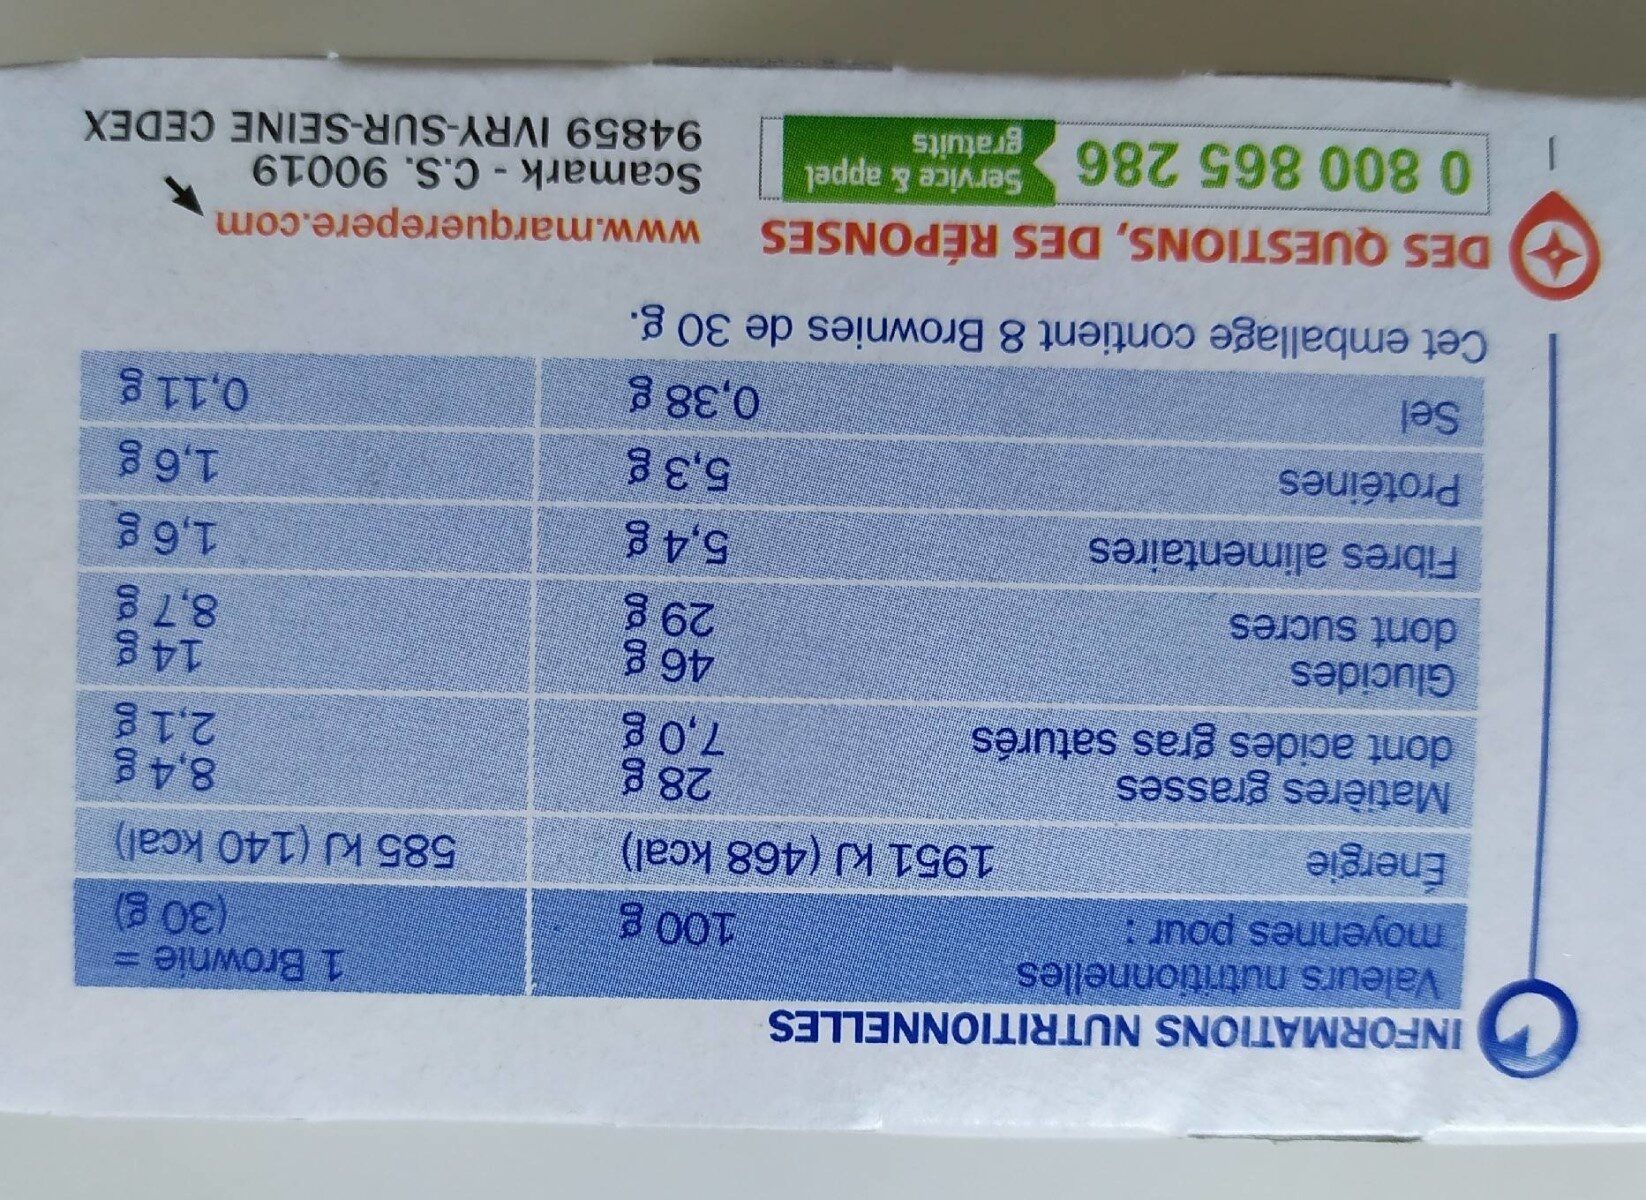 INFORMATIONS NUTRITIONNELLES
Valeurs nutritionnelles moyennes pour : 100 g 1 Brownie = (30 g)
Énergie 1951 kJ (468 kcal) 585 kJ (140 kcal)
Matières grasses 28 g 8,4 g
dont acides gras saturés 7,0 g 2,1 g
Glucides 46 g 14 g
dont sucres 29 g 8,7 g
Fibres alimentaires 5,4 g 1,6 g
Protéines 5,3 g 1,6 g
Sel 0,38 g 0,11 g
Cet emballage contient 8 Brownies de 30 g.
DES QUESTIONS, DES RÉPONSES
0 800 865 286
Service & appel
gratuits
www.marquerepere.com
Scamark - C.S. 90019
94859 IVRY-SUR-SEINE CEDEX